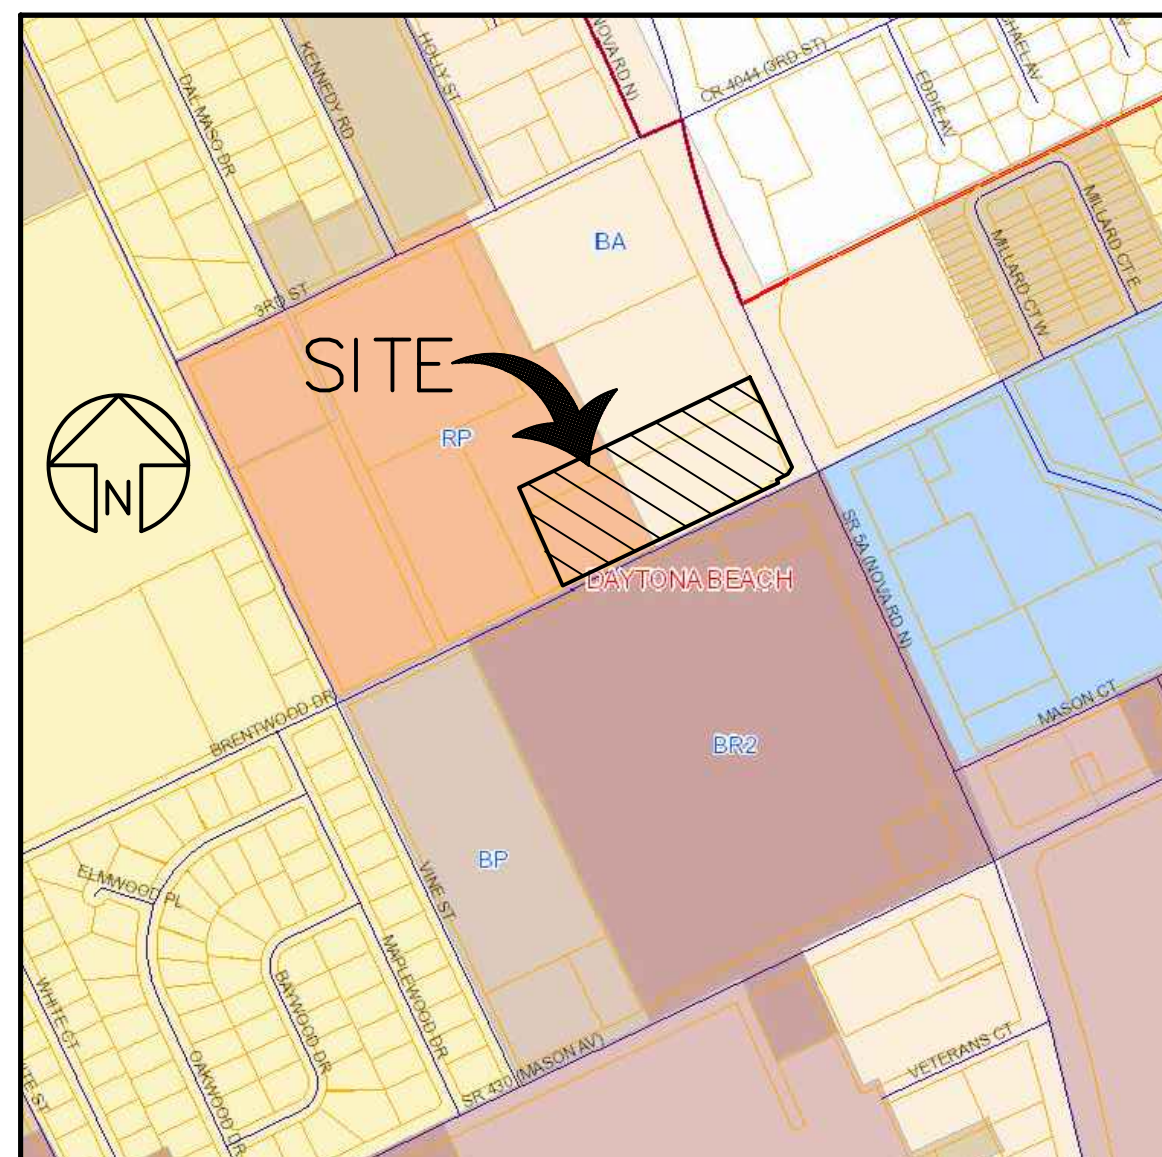 NOVA RD N)
CR 4044 (3RD ST)
HOLLY ST
KENNEDY RD
DAL MASO DR
EDDIE AV
MILLARD CT E
MILLARD CT W
BA
3RD ST
SITE
RP
N
SR 5A (NOVA RD N)
DAYTONA BEACH
BRENTWOOD DR
MASON CT
BR2
BP
ELMWOOD PL
VINE ST
MAPLEWOOD DR
BAYWOOD DR
OAKWOOD DR
WHITE CT
SR 430 (MASON AV)
VETERANS CT